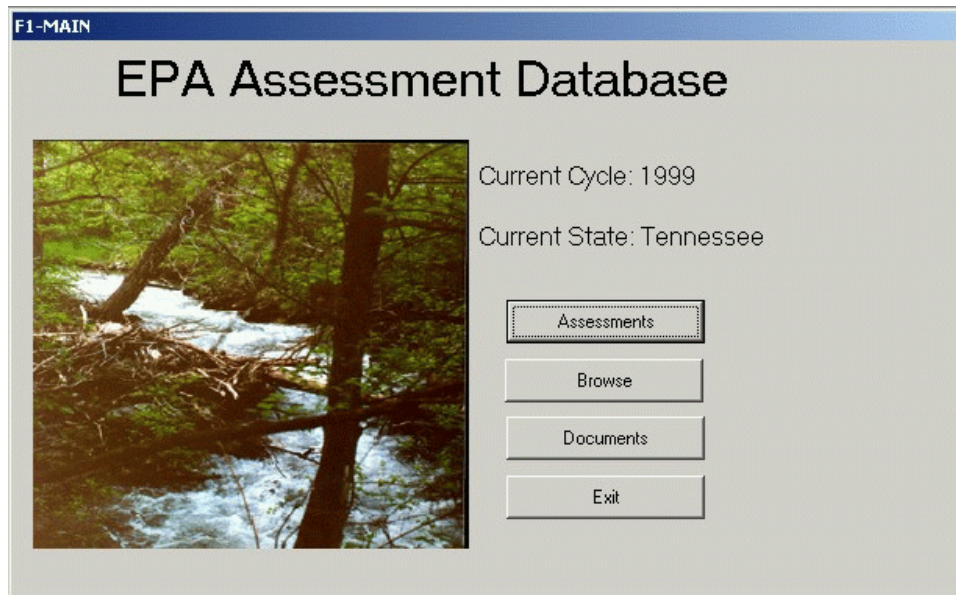 F1-MAIN
EPA Assessment Database
Current Cycle: 1999
Current State: Tennessee
Assessments
Browse
Documents
Exit